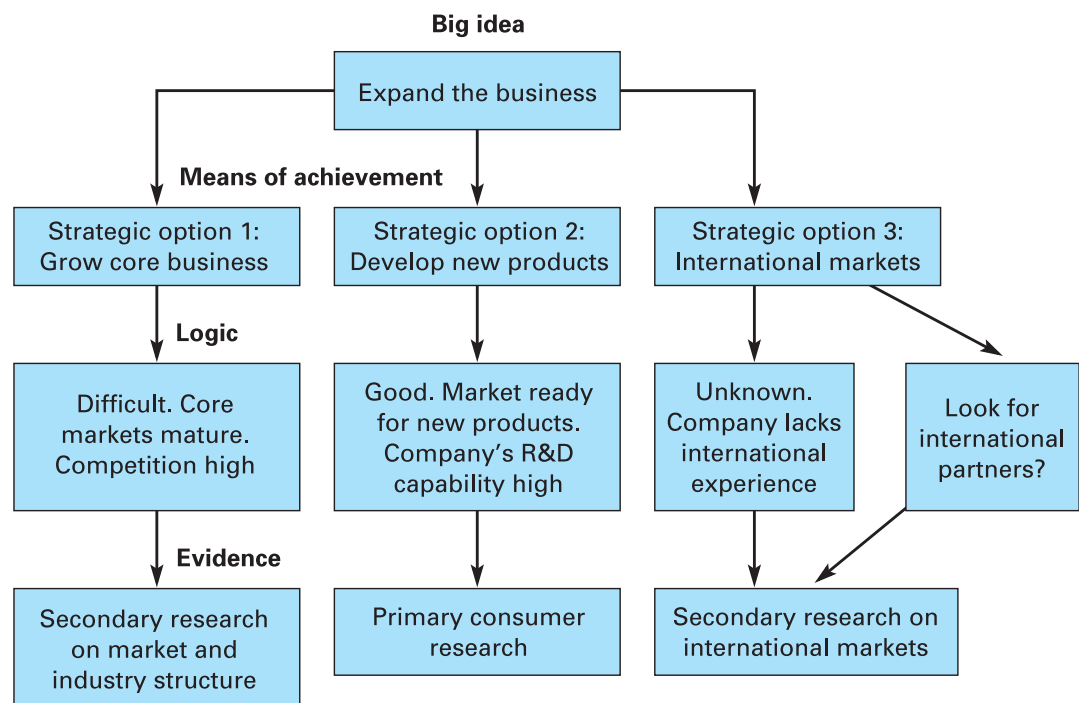 Big idea
Expand the business
Means of achievement
Strategic option 1:
Grow core business
Strategic option 2:
Develop new products
Strategic option 3:
International markets
Logic
Difficult. Core
markets mature.
Competition high
Good. Market ready
for new products.
Company’s R&D
capability high
Unknown.
Company lacks
international
experience
Look for
international
partners?
Evidence
Secondary research
on market and
industry structure
Primary consumer
research
Secondary research on
international markets